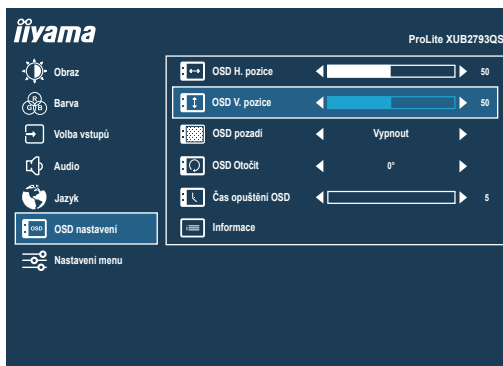 iiyama
ProLite XUB2793QS
Obraz
Barva
R
G B
Volba vstupů
Audio
Jazyk
OSD OSD nastavení
Nastavení menu
OSD H. pozice 50
OSD V. pozice 50
OSD pozadí Vypnout
OSD Otočit 0°
Čas opuštění OSD 5
Informace